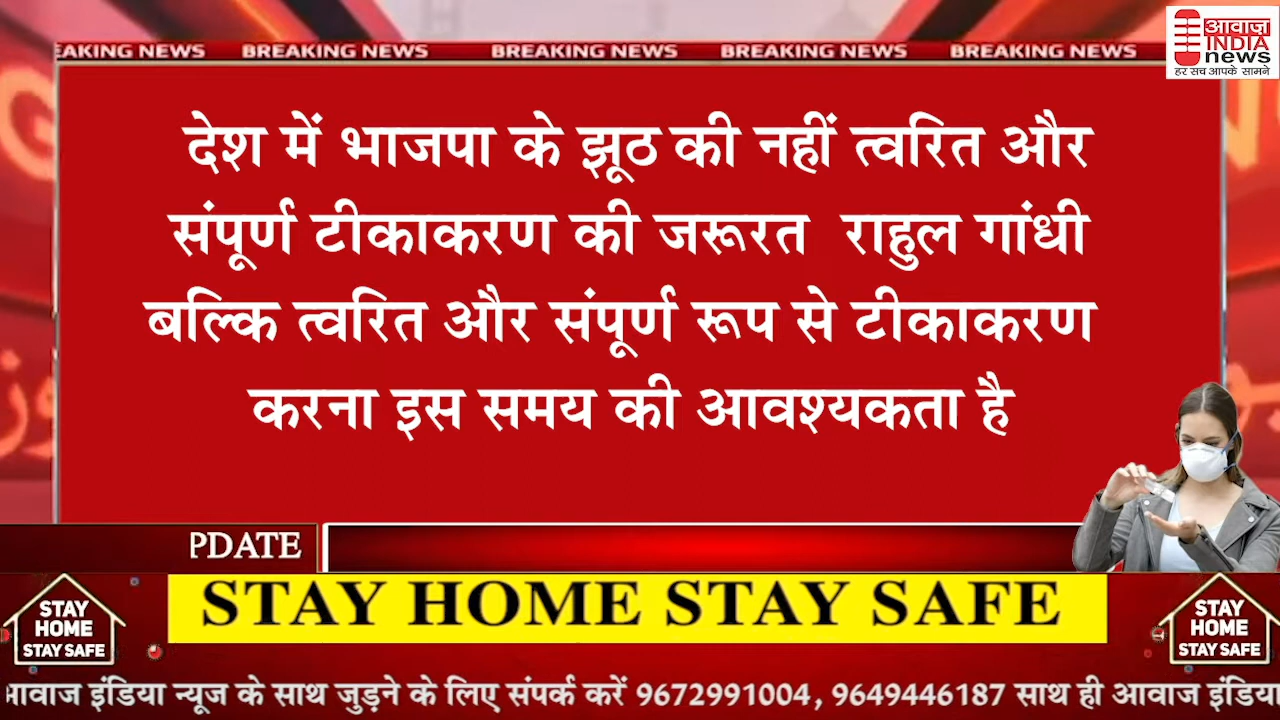 आवाज़
INDIA
news
हर सच आपके सामने
EAKING NEWS BREAKING NEWS BREAKING NEWS BREAKING NEWS BREAKING NEWS
देश में भाजपा के झूठ की नहीं त्वरित और
संपूर्ण टीकाकरण की जरूरत राहुल गांधी
बल्कि त्वरित और संपूर्ण रूप से टीकाकरण
करना इस समय की आवश्यकता है
PDATE
STAY HOME STAY SAFE
STAY
HOME
STAY SAFE
STAY
HOME
STAY SAFE
आवाज इंडिया न्यूज के साथ जुड़ने के लिए संपर्क करें 9672991004, 9649446187 साथ ही आवाज इंडिया